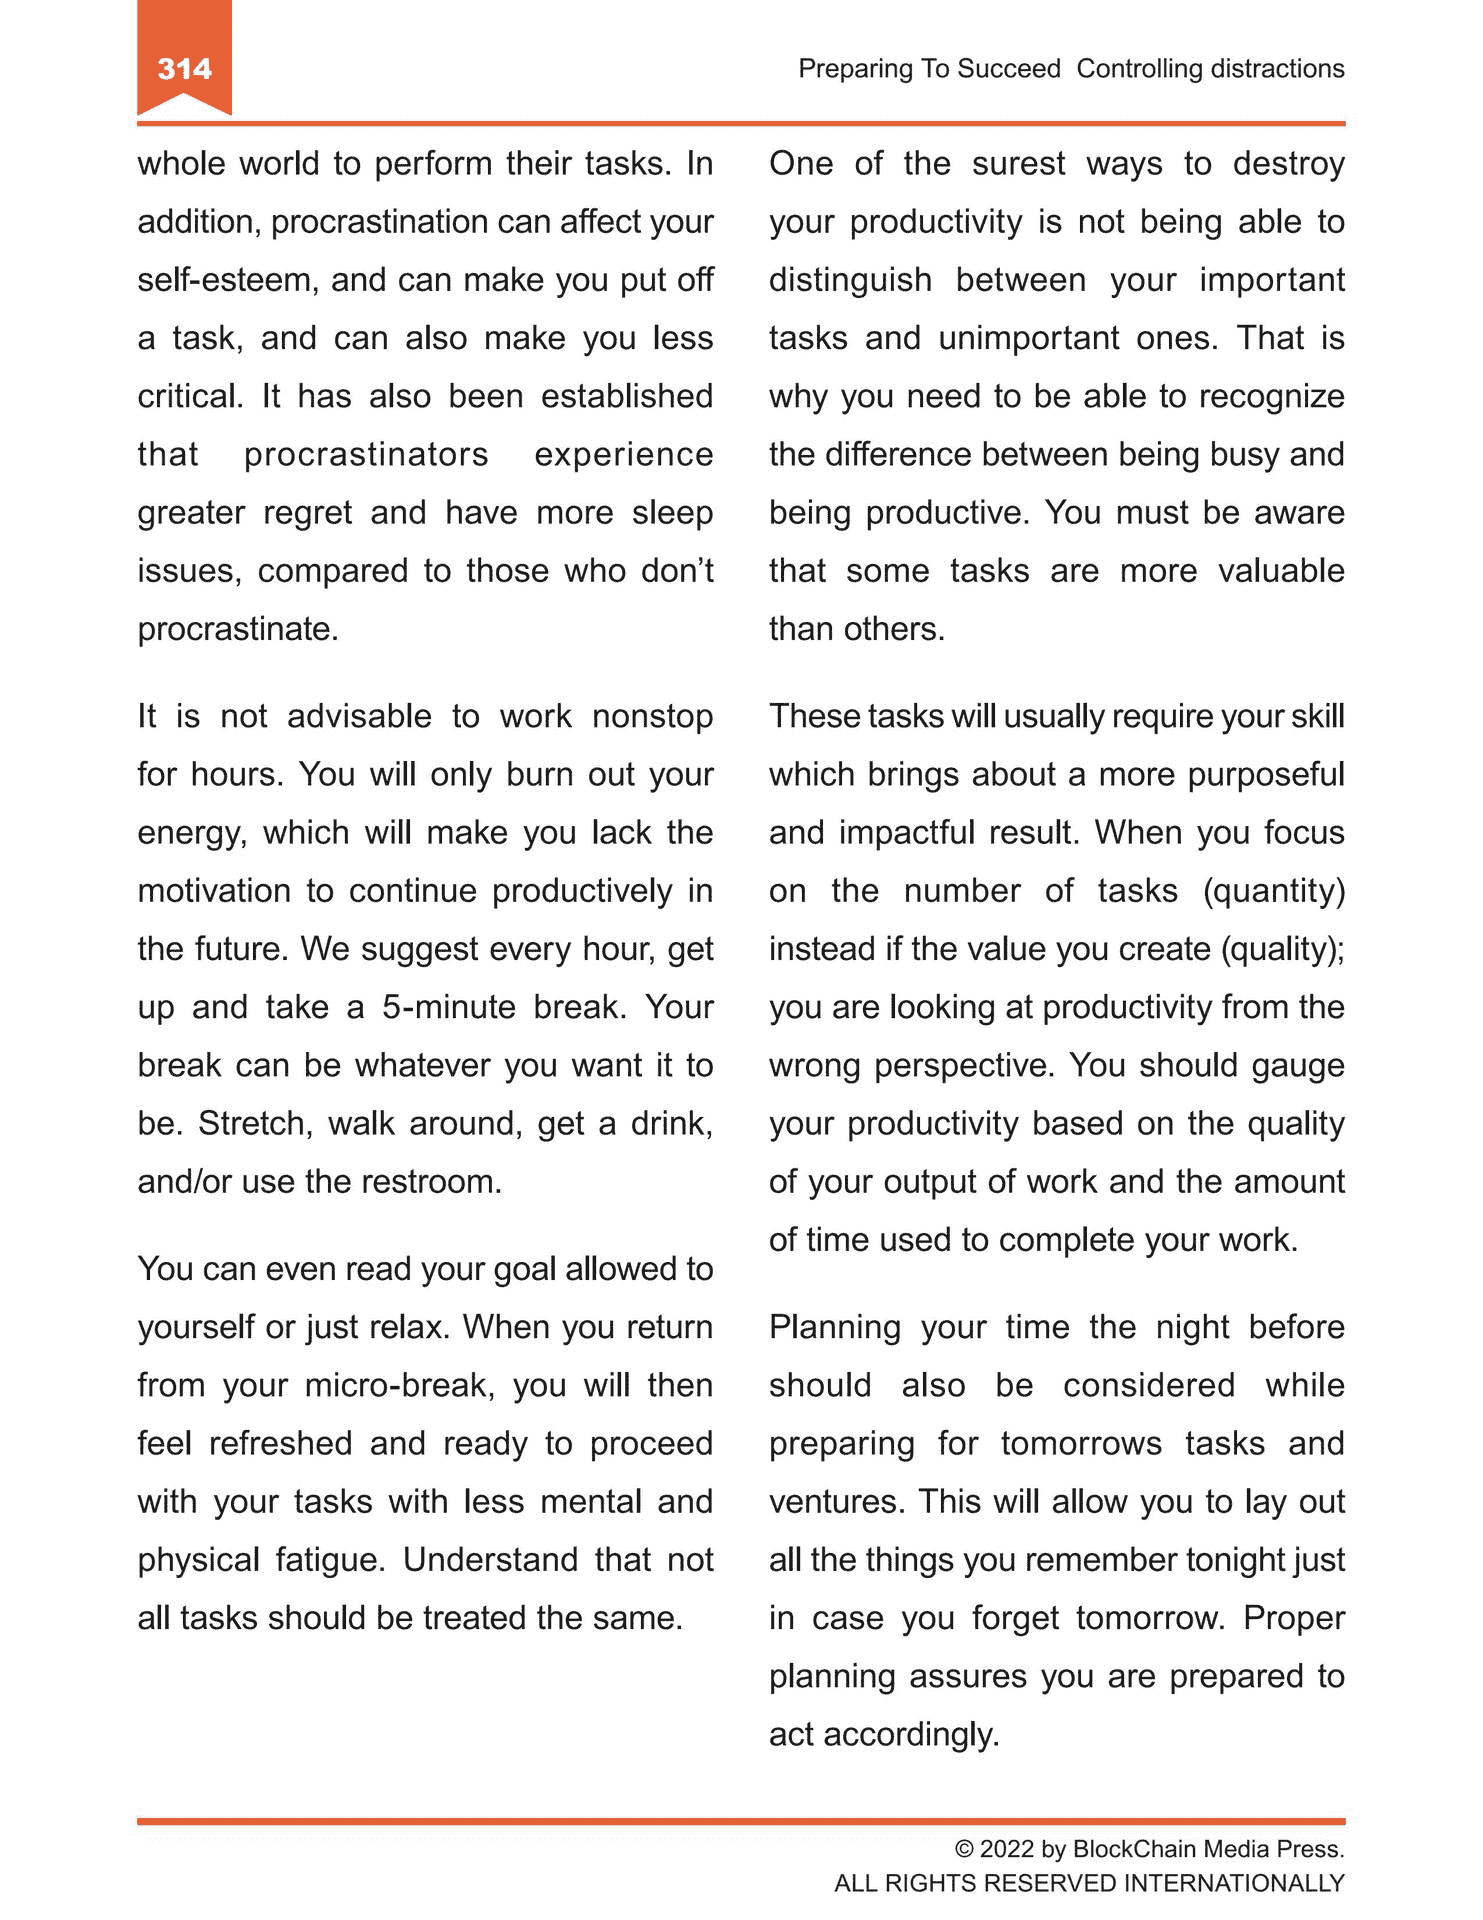 314
Preparing To Succeed  Controlling distractions
whole world to perform their tasks. In
addition, procrastination can affect your
self-esteem, and can make you put off
a task, and can also make you less
critical. It has also been established
that procrastinators experience
greater regret and have more sleep
issues, compared to those who don’t
procrastinate.
It is not advisable to work nonstop
for hours. You will only burn out your
energy, which will make you lack the
motivation to continue productively in
the future. We suggest every hour, get
up and take a 5-minute break. Your
break can be whatever you want it to
be. Stretch, walk around, get a drink,
and/or use the restroom.
You can even read your goal allowed to
yourself or just relax. When you return
from your micro-break, you will then
feel refreshed and ready to proceed
with your tasks with less mental and
physical fatigue. Understand that not
all tasks should be treated the same.
One of the surest ways to destroy
your productivity is not being able to
distinguish between your important
tasks and unimportant ones. That is
why you need to be able to recognize
the difference between being busy and
being productive. You must be aware
that some tasks are more valuable
than others.
These tasks will usually require your skill
which brings about a more purposeful
and impactful result. When you focus
on the number of tasks (quantity)
instead if the value you create (quality);
you are looking at productivity from the
wrong perspective. You should gauge
your productivity based on the quality
of your output of work and the amount
of time used to complete your work.
Planning your time the night before
should also be considered while
preparing for tomorrows tasks and
ventures. This will allow you to lay out
all the things you remember tonight just
in case you forget tomorrow. Proper
planning assures you are prepared to
act accordingly.
© 2022 by BlockChain Media Press.
ALL RIGHTS RESERVED INTERNATIONALLY